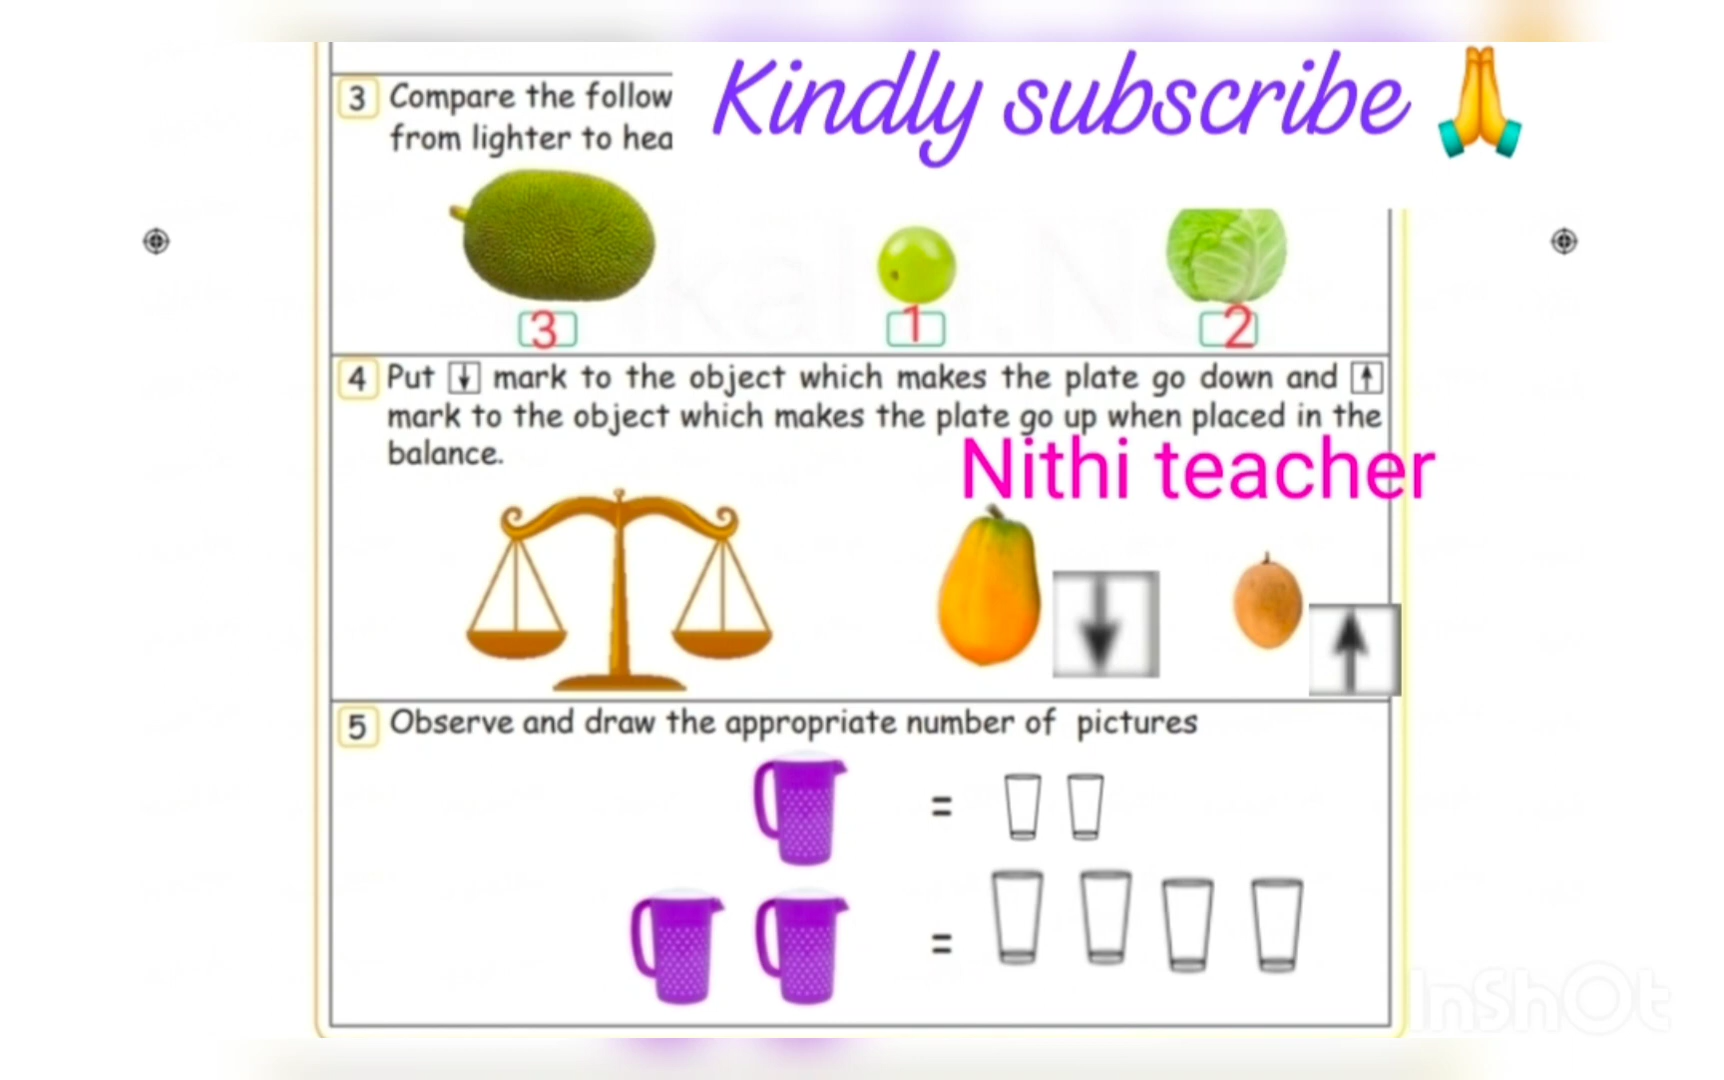 Kindly subscribe 🙏
3 Compare the follow
from lighter to hea
3 1 2
4 Put ↓ mark to the object which makes the plate go down and ↑
mark to the object which makes the plate go up when placed in the
balance.
Nithi teacher
5 Observe and draw the appropriate number of pictures
=
=
InShOt